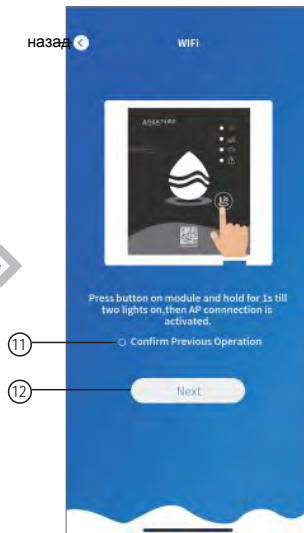 назад
WIFi
AQUATEMP
Press button on module and hold for 1s till
two lights on,then AP connnection is
activated.
11
Confirm Previous Operation
12
Next